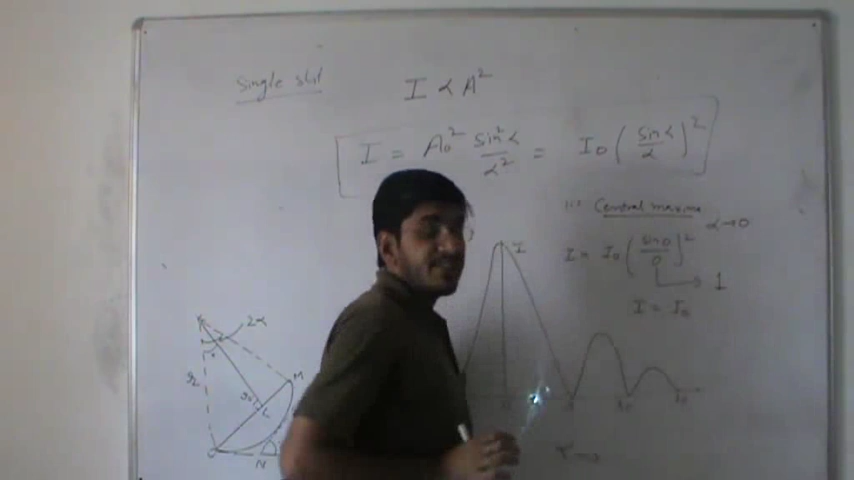 Single slit
I α A²
I = A₀² sin²α/α² = I₀ (sinα/α)²
(i) Central maxima
α→0
I = I₀ (sin0/0)²
1
I = I₀
I
2α
M
90°
L
N